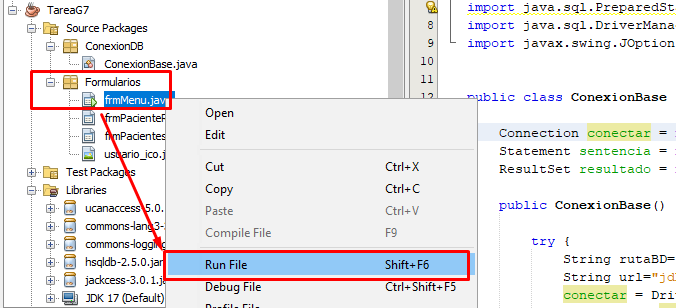 TareaG7
Source Packages
ConexionDB
ConexionBase.java
Formularios
frmMenu.jav
frmPacienteF
frmPacientes
usuario_ico.j
Test Packages
Libraries
ucanaccess-5.0.
commons-lang3-
commons-logging
hsqldb-2.5.0.jar
jackcess-3.0.1.j
JDK 17 (Default)
Open
Edit
Cut Ctrl+X
Copy Ctrl+C
Paste Ctrl+V
Compile File F9
Run File Shift+F6
Debug File Ctrl+Shift+F5
Profile File
import java.sql.PreparedSt
8 import java.sql.DriverMana
9 import javax.swing.JOption
12 public class ConexionBase
Connection conectar =
Statement sentencia =
ResultSet resultado =
public ConexionBase()
try {
String rutaBD=
String url="jd
conectar = Dri